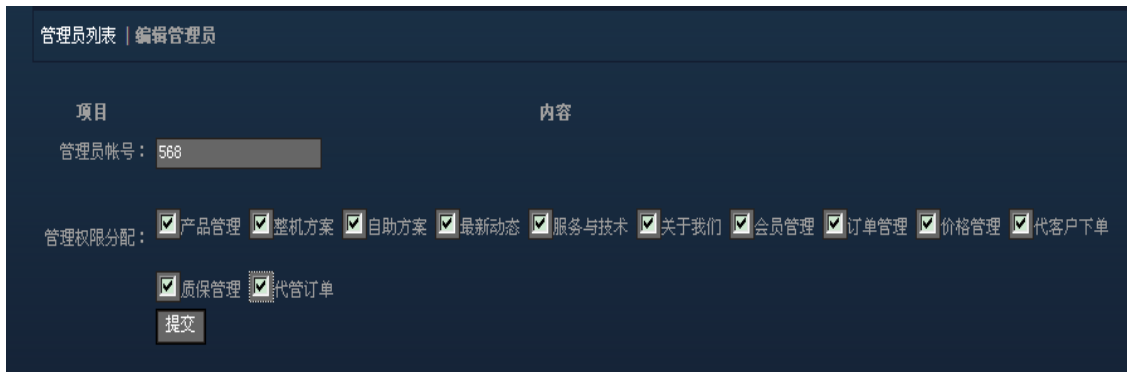 管理员列表 | 编辑管理员
项目 内容
管理员帐号： 568
管理权限分配： 产品管理 整机方案 自助方案 最新动态 服务与技术 关于我们 会员管理 订单管理 价格管理 代客户下单
质保管理 代管订单
提交